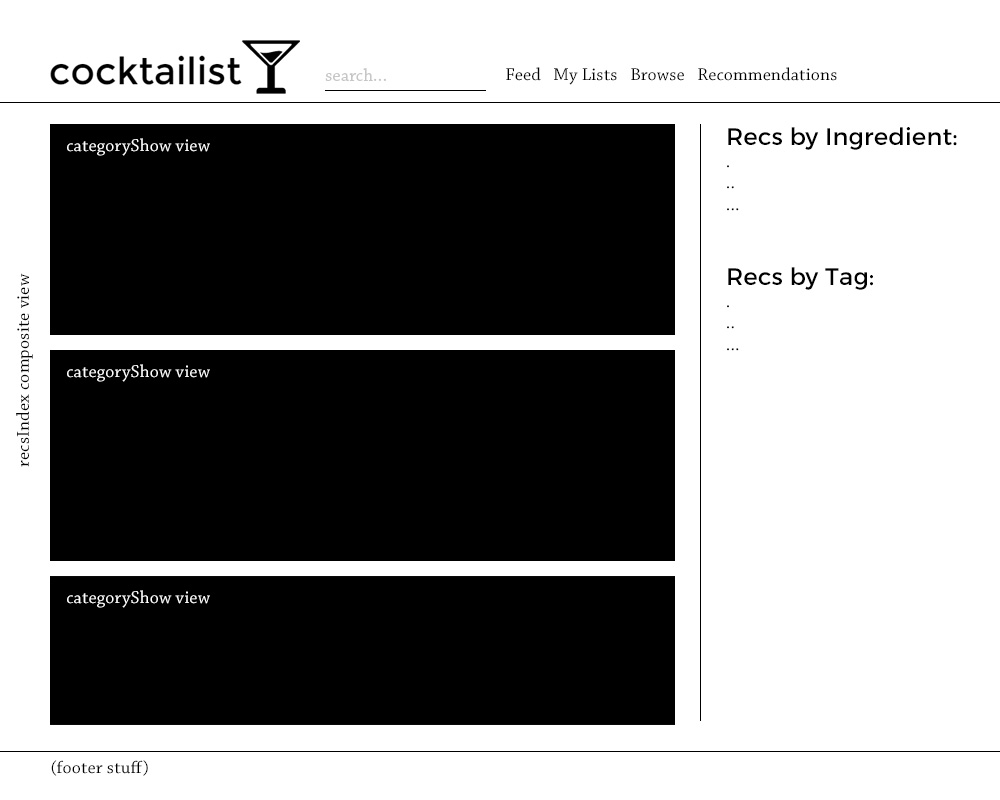 cocktailist
search...
Feed My Lists Browse Recommendations
recsIndex composite view
categoryShow view
categoryShow view
categoryShow view
Recs by Ingredient:
.
..
...
Recs by Tag:
.
..
...
(footer stuff)